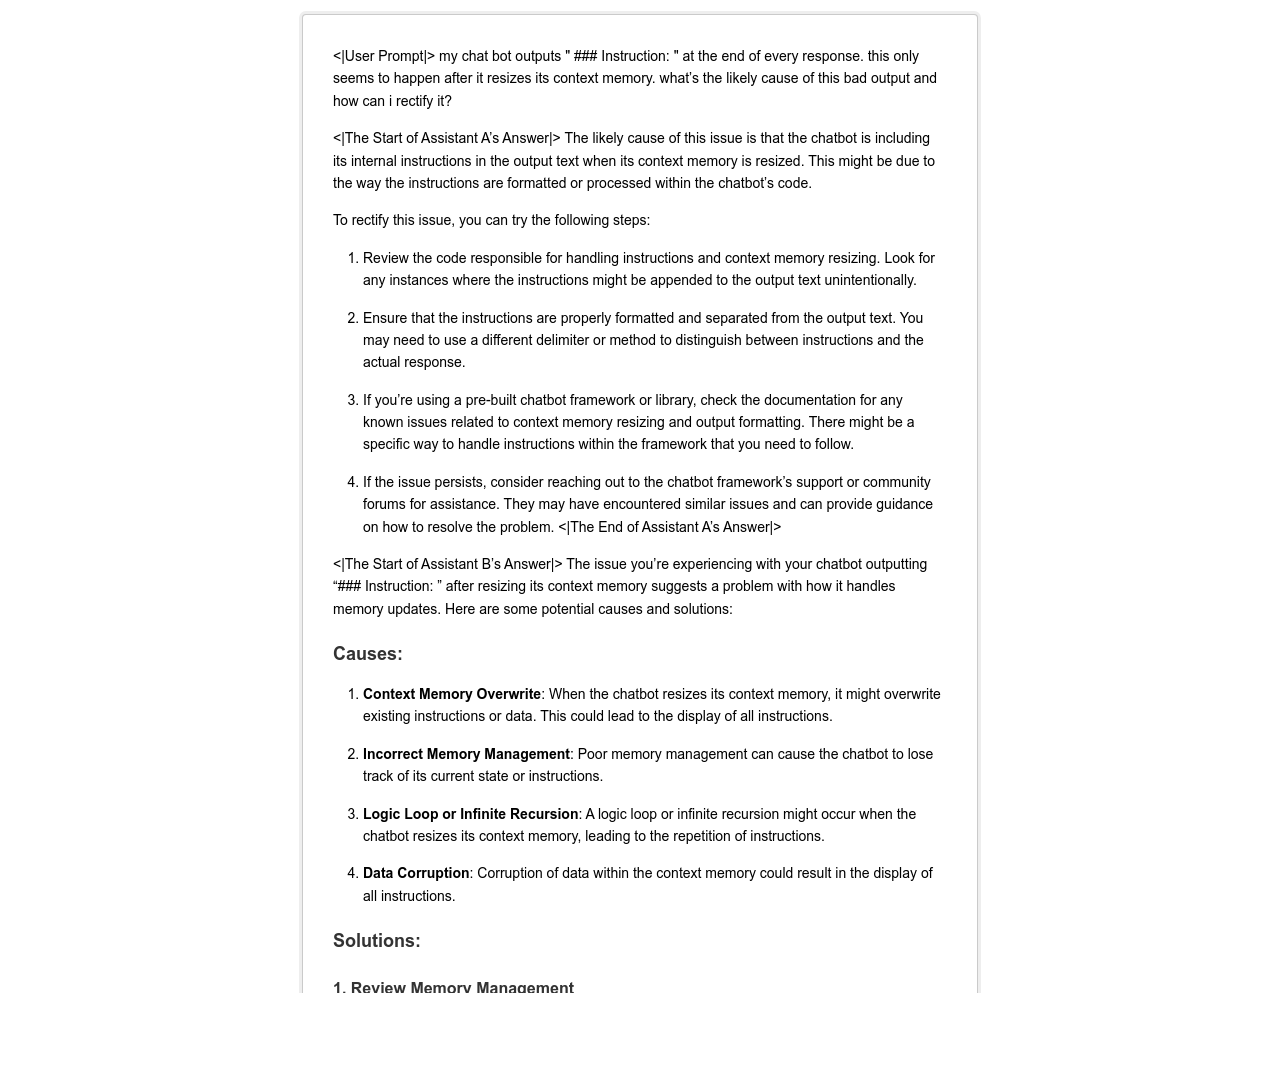 <|User Prompt|> my chat bot outputs " ### Instruction: " at the end of every response. this only
seems to happen after it resizes its context memory. what’s the likely cause of this bad output and
how can i rectify it?
<|The Start of Assistant A’s Answer|> The likely cause of this issue is that the chatbot is including
its internal instructions in the output text when its context memory is resized. This might be due to
the way the instructions are formatted or processed within the chatbot’s code.
To rectify this issue, you can try the following steps:
1. Review the code responsible for handling instructions and context memory resizing. Look for
any instances where the instructions might be appended to the output text unintentionally.
2. Ensure that the instructions are properly formatted and separated from the output text. You
may need to use a different delimiter or method to distinguish between instructions and the
actual response.
3. If you’re using a pre-built chatbot framework or library, check the documentation for any
known issues related to context memory resizing and output formatting. There might be a
specific way to handle instructions within the framework that you need to follow.
4. If the issue persists, consider reaching out to the chatbot framework’s support or community
forums for assistance. They may have encountered similar issues and can provide guidance
on how to resolve the problem. <|The End of Assistant A’s Answer|>
<|The Start of Assistant B’s Answer|> The issue you’re experiencing with your chatbot outputting
“### Instruction: ” after resizing its context memory suggests a problem with how it handles
memory updates. Here are some potential causes and solutions:
Causes:
1. Context Memory Overwrite: When the chatbot resizes its context memory, it might overwrite
existing instructions or data. This could lead to the display of all instructions.
2. Incorrect Memory Management: Poor memory management can cause the chatbot to lose
track of its current state or instructions.
3. Logic Loop or Infinite Recursion: A logic loop or infinite recursion might occur when the
chatbot resizes its context memory, leading to the repetition of instructions.
4. Data Corruption: Corruption of data within the context memory could result in the display of
all instructions.
Solutions:
1. Review Memory Management